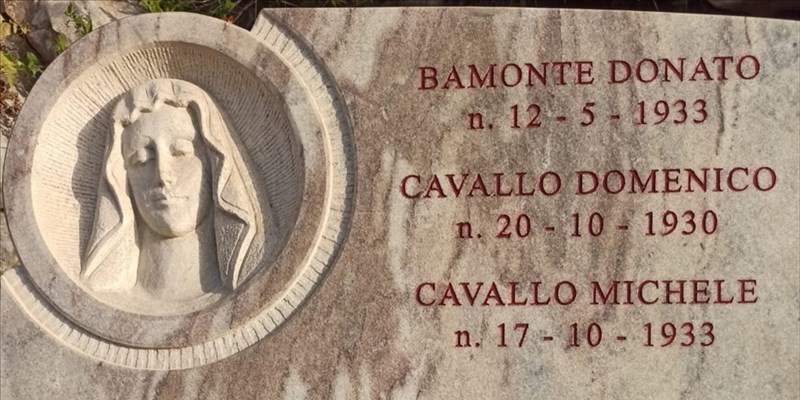 BAMONTE DONATO
n. 12 - 5 - 1933
CAVALLO DOMENICO
n. 20 - 10 - 1930
CAVALLO MICHELE
n. 17 - 10 - 1933